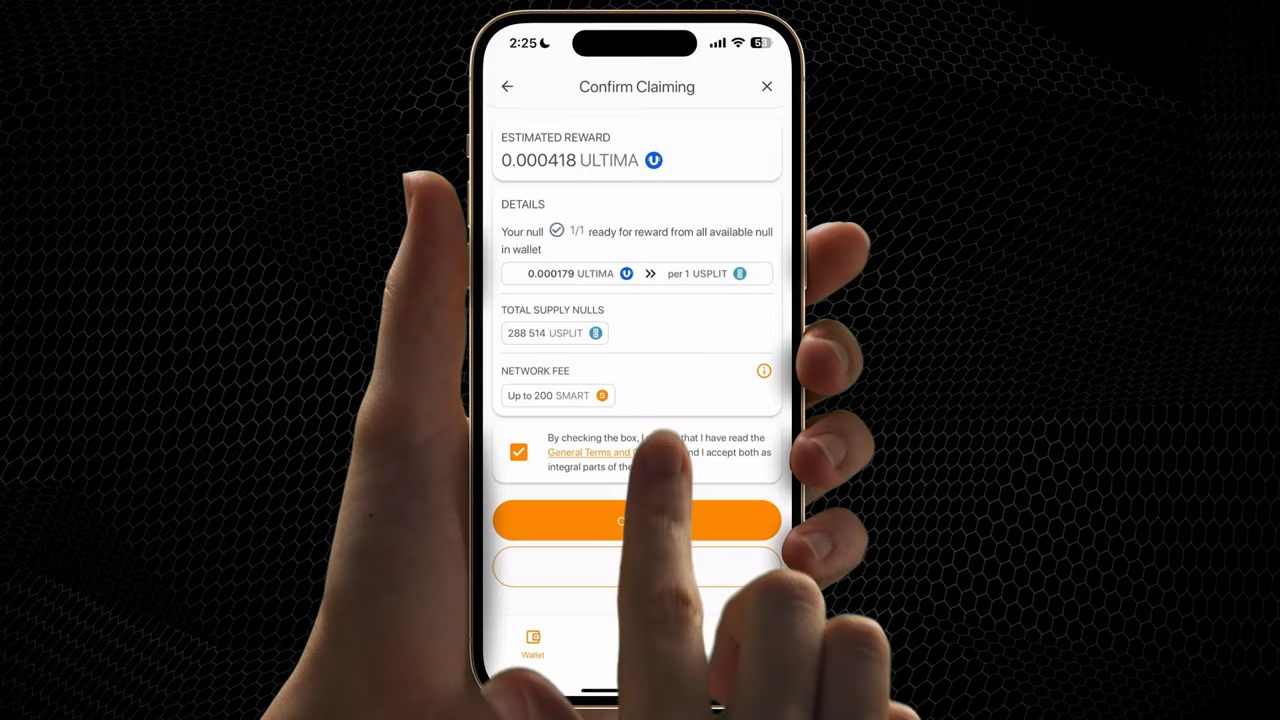 2:25
Confirm Claiming
ESTIMATED REWARD
0.000418 ULTIMA
DETAILS
Your null 1/1 ready for reward from all available null
in wallet
0.000179 ULTIMA >> per 1 USPLIT
TOTAL SUPPLY NULLS
288 514 USPLIT
NETWORK FEE
Up to 200 SMART
By checking the box, I that I have read the
General Terms and nd I accept both as
integral parts of the
Wallet